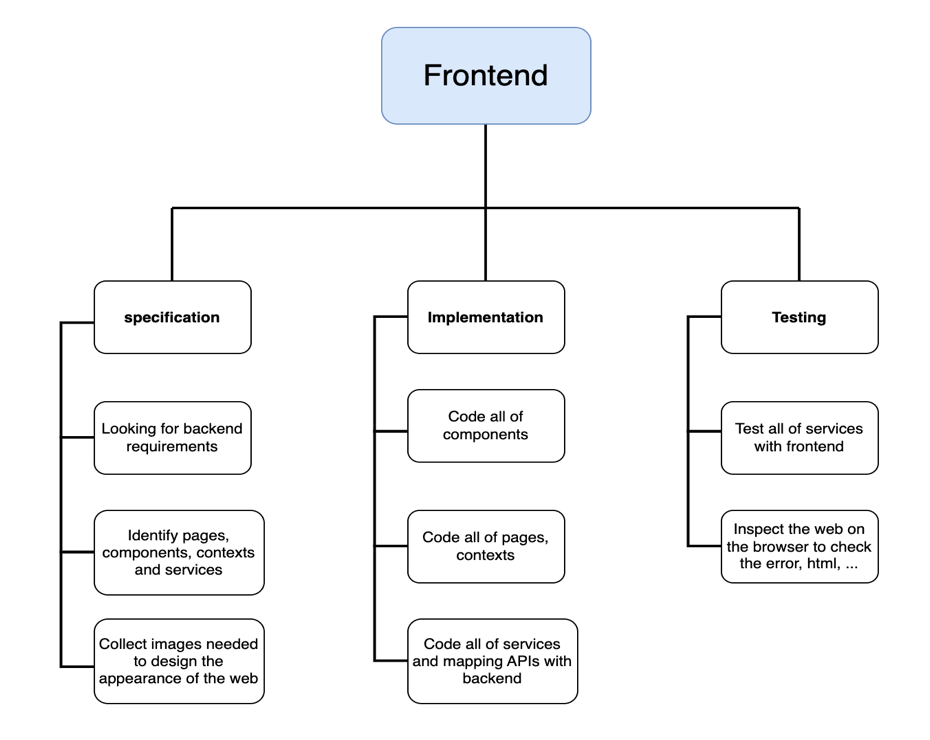 Frontend
specification
Looking for backend
requirements
Identify pages,
components, contexts
and services
Collect images needed
to design the
appearance of the web
Implementation
Code all of
components
Code all of pages,
contexts
Code all of services
and mapping APIs with
backend
Testing
Test all of services
with frontend
Inspect the web on
the browser to check
the error, html, ...